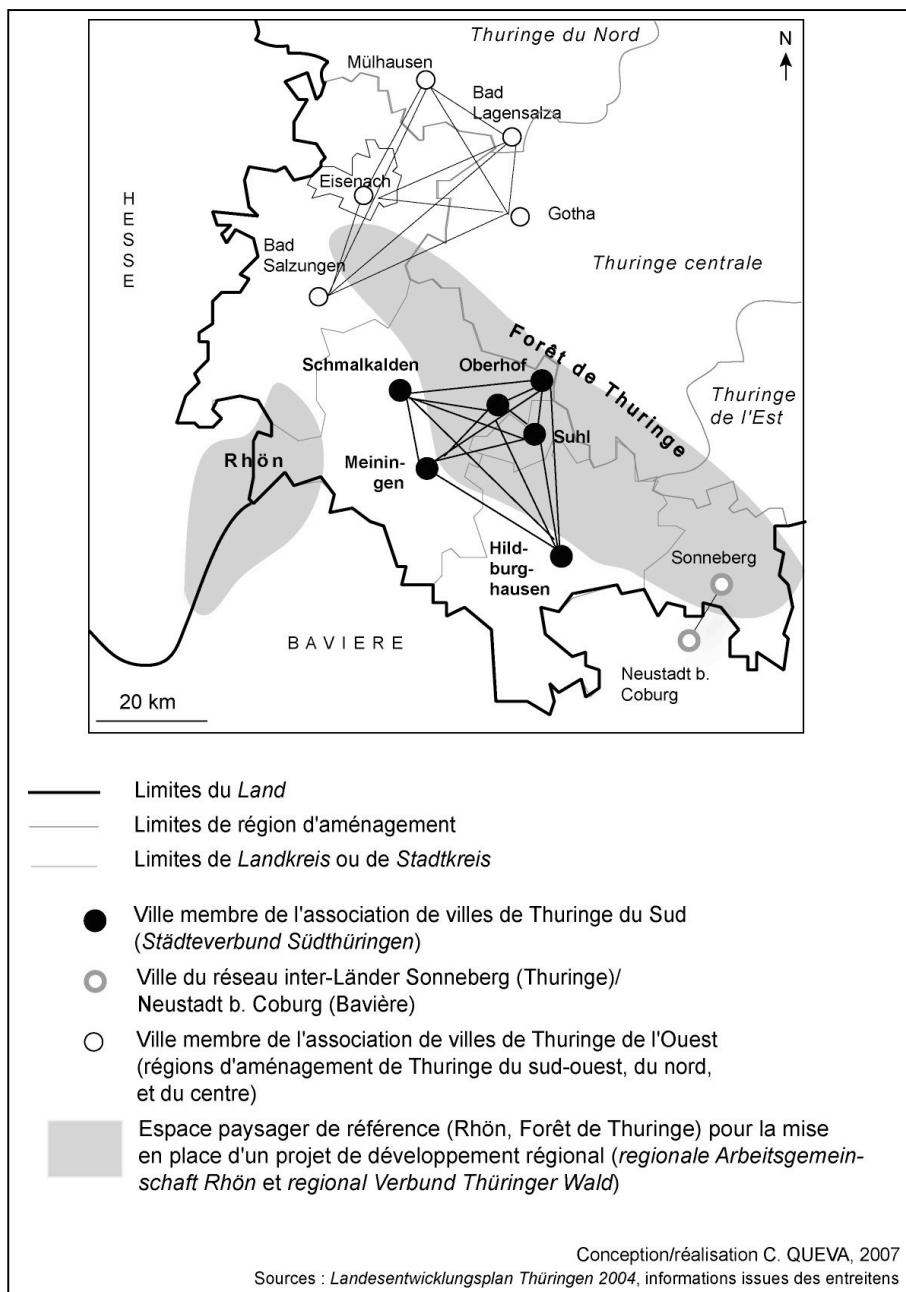 Thuringe du Nord
N
Mülhausen
Bad
Lagensalza
Eisenach
HESSE
Gotha
Bad
Salzungen
Thuringe centrale
Forêt de Thuringe
Schmalkalden
Oberhof
Thuringe
de l'Est
Suhl
Rhön
Meinin-
gen
Hild-
burg-
hausen
Sonneberg
BAVIERE
Neustadt b.
Coburg
20 km
Limites du Land
Limites de région d'aménagement
Limites de Landkreis ou de Stadtkreis
Ville membre de l'association de villes de Thuringe du Sud
(Städteverbund Südthüringen)
Ville du réseau inter-Länder Sonneberg (Thuringe)/
Neustadt b. Coburg (Bavière)
Ville membre de l'association de villes de Thuringe de l'Ouest
(régions d'aménagement de Thuringe du sud-ouest, du nord,
et du centre)
Espace paysager de référence (Rhön, Forêt de Thuringe) pour la mise
en place d'un projet de développement régional (regionale Arbeitsgemein-
schaft Rhön et regional Verbund Thüringer Wald)
Conception/réalisation C. QUEVA, 2007
Sources : Landesentwicklungsplan Thüringen 2004, informations issues des entreitens